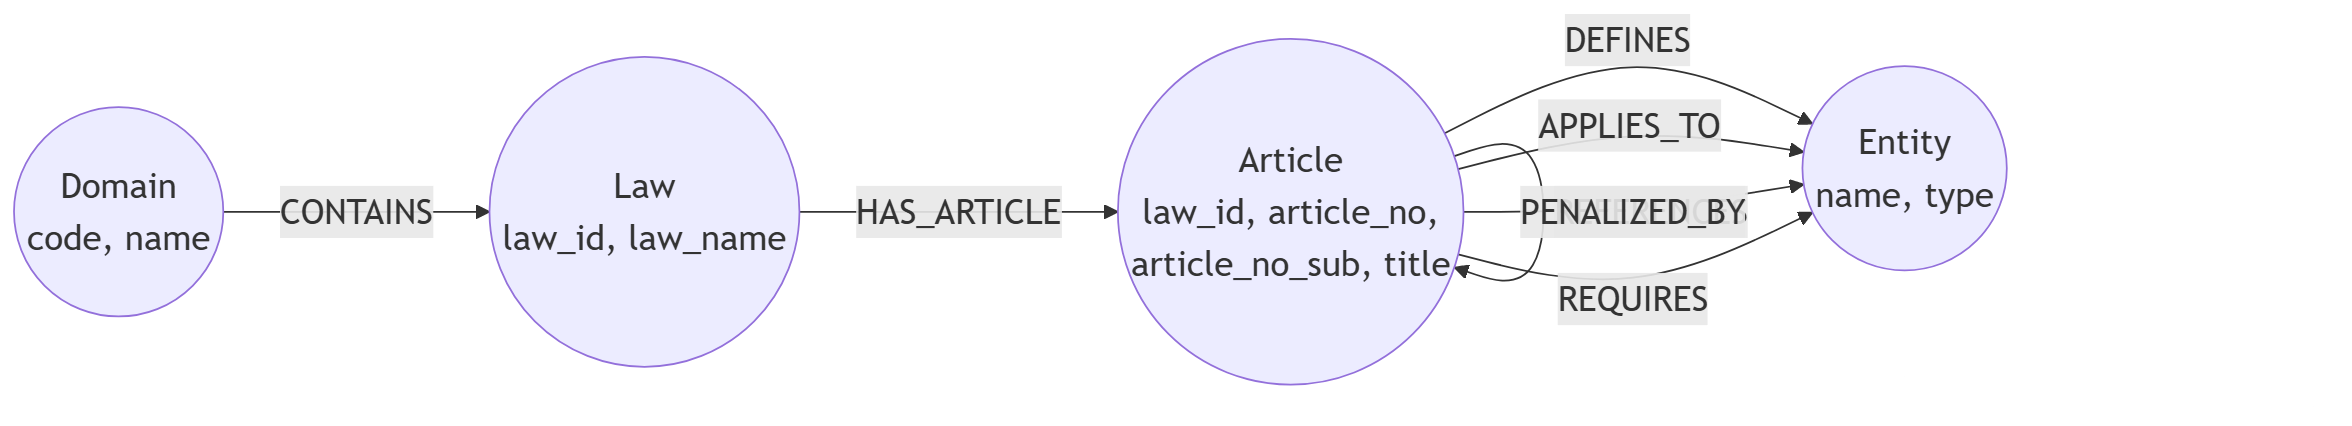 Domain
code, name
CONTAINS
Law
law_id, law_name
HAS_ARTICLE
Article
law_id, article_no,
article_no_sub, title
DEFINES
APPLIES_TO
PENALIZED_BY
REQUIRES
Entity
name, type